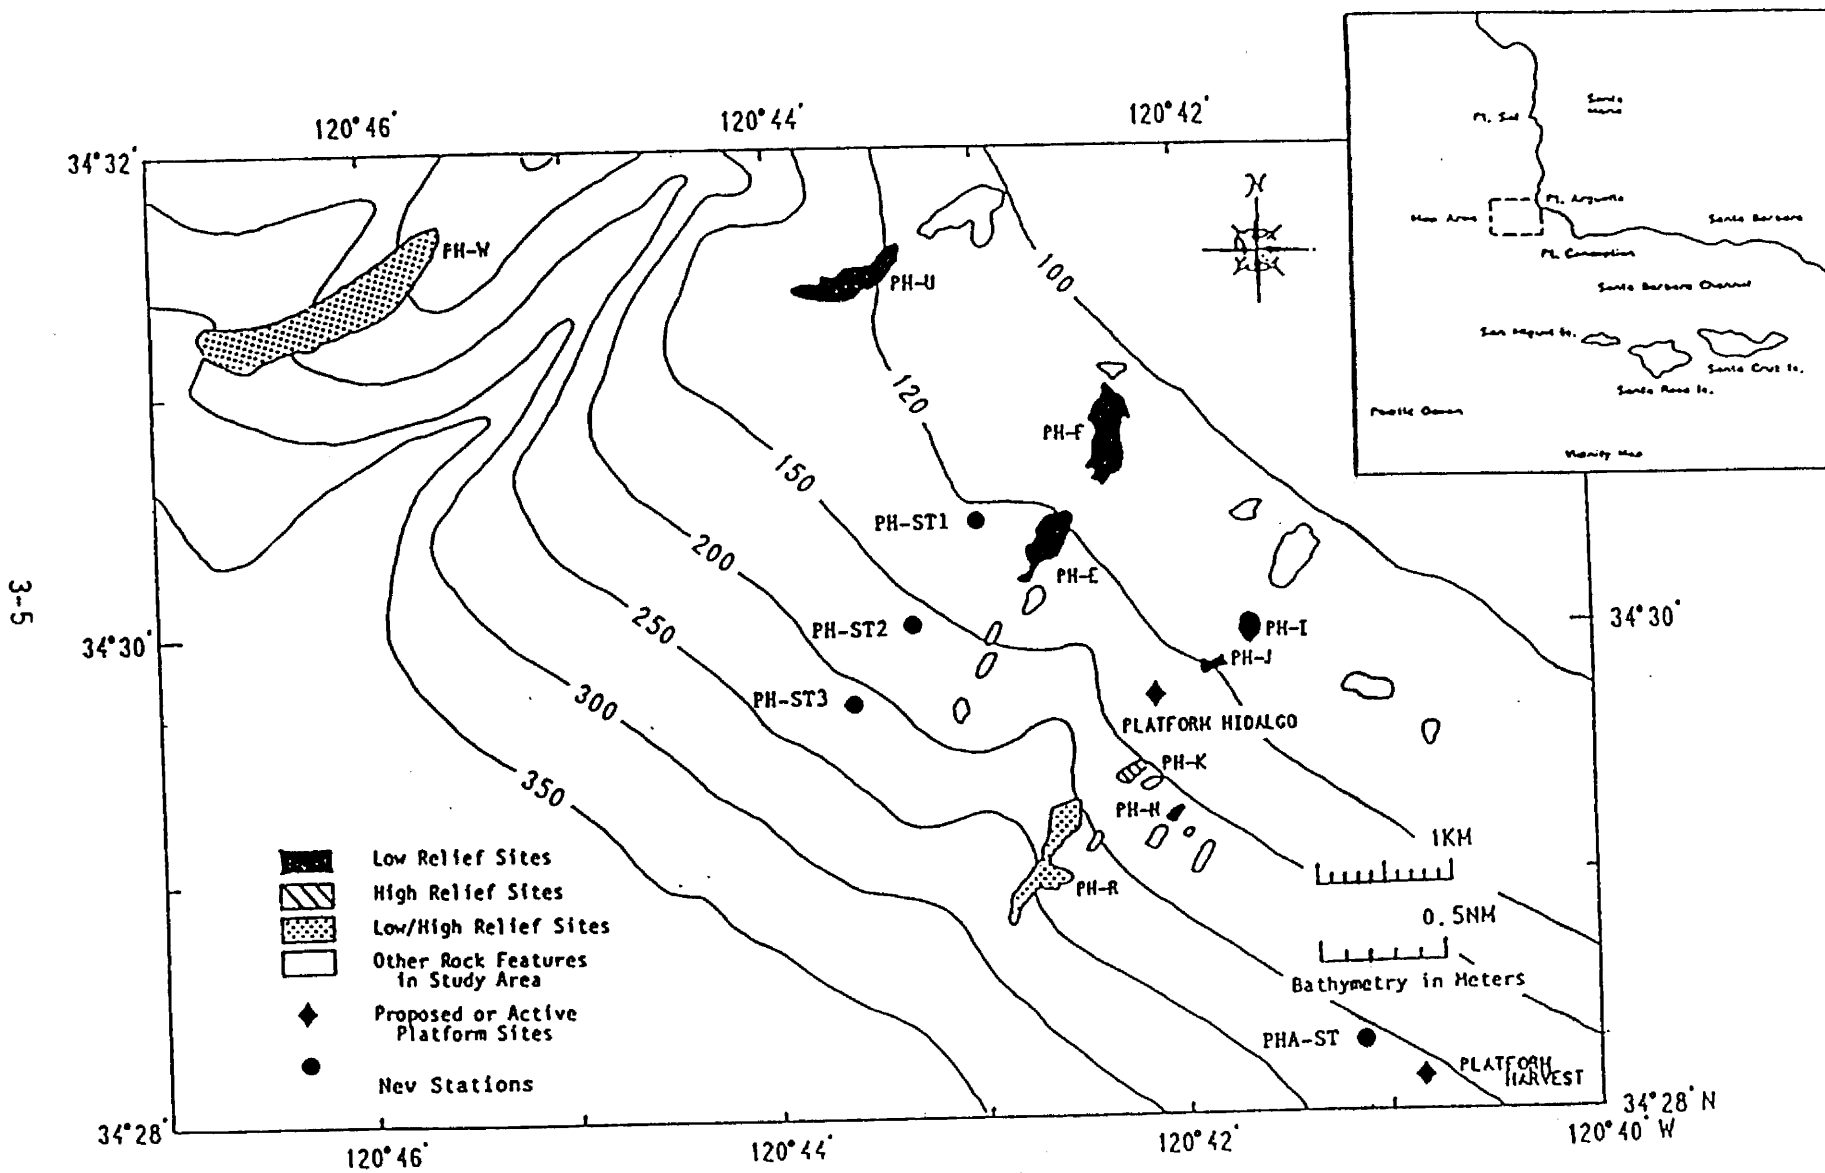 120°46'
120°44'
120°42'
34°32'
Pt. Sal
Santa
Maria
Map Area
Pt. Arguello
Santa Barbara
Pt. Conception
Santa Barbara Channel
San Miguel Is.
Santa Cruz Is.
Santa Rosa Is.
Pacific Ocean
Vicinity Map
N
PH-W
PH-U
100
120
PH-F
150
PH-ST1
200
PH-E
3-5
250
PH-ST2
PH-I
34°30'
34°30'
PH-J
300
PH-ST3
PLATFORM HIDALGO
350
PH-K
PH-N
1KM
PH-R
0.5NM
Bathymetry in Meters
Low Relief Sites
High Relief Sites
Low/High Relief Sites
Other Rock Features
in Study Area
Proposed or Active
Platform Sites
New Stations
PHA-ST
PLATFORM
HARVEST
34°28'
34°28' N
120°46'
120°44'
120°42'
120°40' W